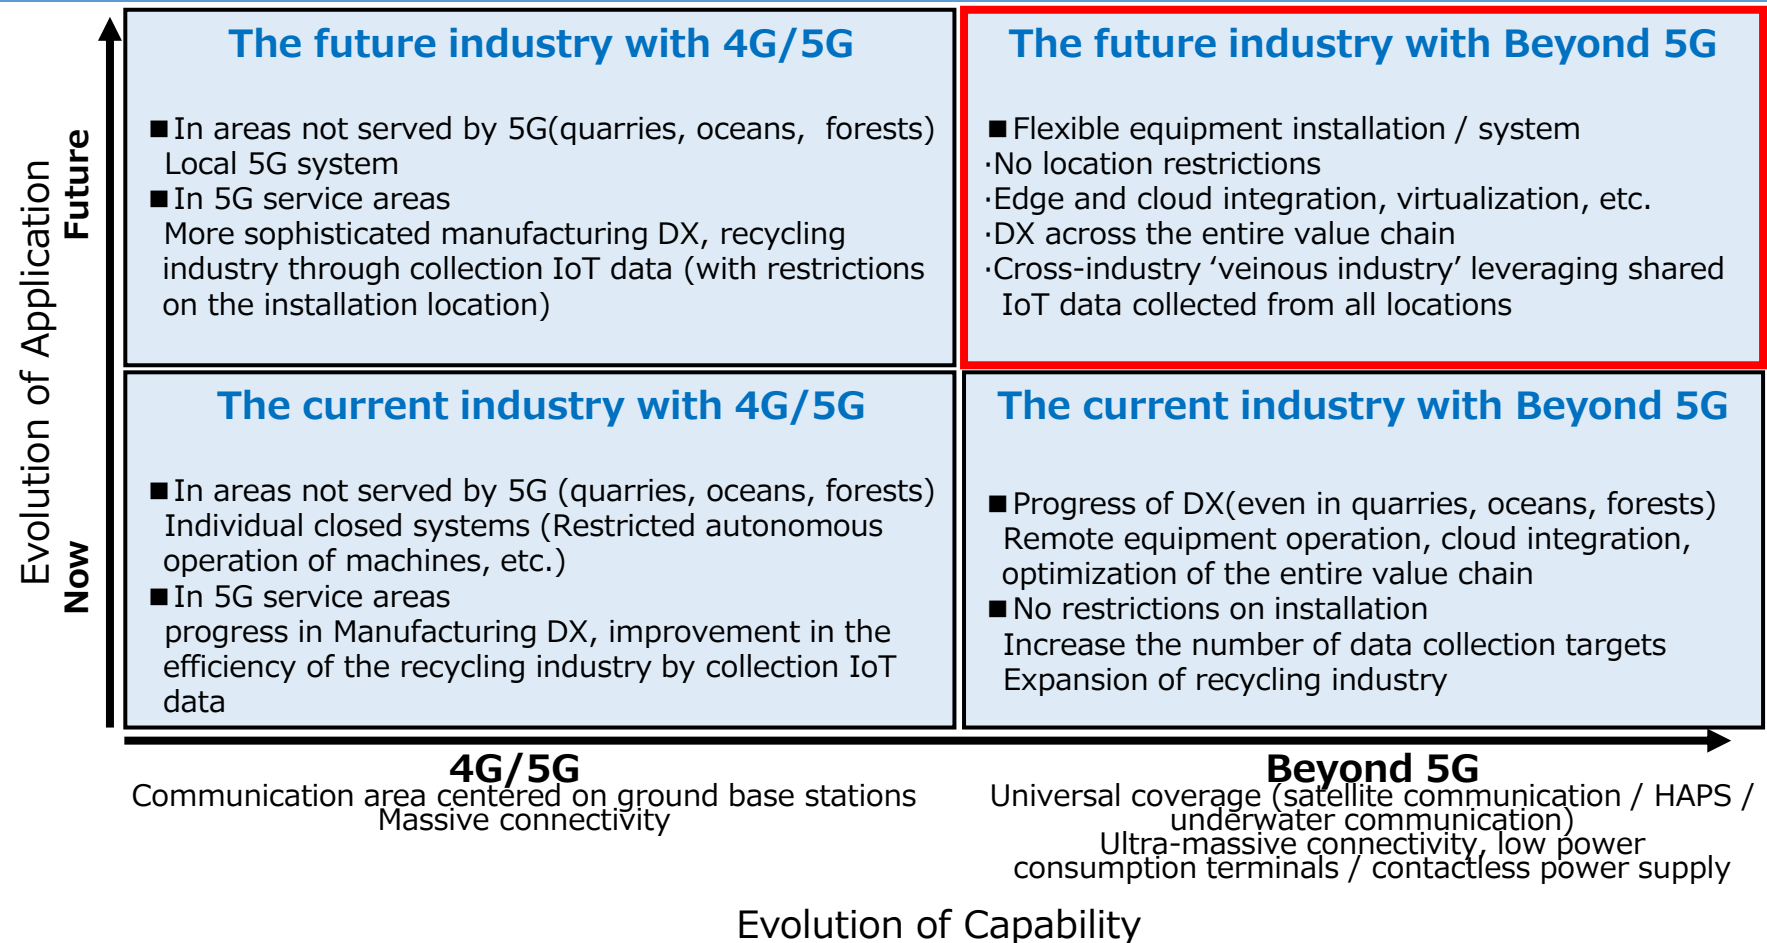 Evolution of Application
Future
Now
The future industry with 4G/5G
■In areas not served by 5G(quarries, oceans,  forests)
Local 5G system
■In 5G service areas
More sophisticated manufacturing DX, recycling
industry through collection IoT data (with restrictions
on the installation location)
The future industry with Beyond 5G
■Flexible equipment installation / system
·No location restrictions
·Edge and cloud integration, virtualization, etc.
·DX across the entire value chain
·Cross-industry ‘veinous industry’ leveraging shared
IoT data collected from all locations
The current industry with 4G/5G
■In areas not served by 5G (quarries, oceans, forests)
Individual closed systems (Restricted autonomous
operation of machines, etc.)
■In 5G service areas
progress in Manufacturing DX, improvement in the
efficiency of the recycling industry by collection IoT
data
The current industry with Beyond 5G
■Progress of DX(even in quarries, oceans, forests)
Remote equipment operation, cloud integration,
optimization of the entire value chain
■No restrictions on installation
Increase the number of data collection targets
Expansion of recycling industry
4G/5G
Communication area centered on ground base stations
Massive connectivity
Beyond 5G
Universal coverage (satellite communication / HAPS /
underwater communication)
Ultra-massive connectivity, low power
consumption terminals / contactless power supply
Evolution of Capability